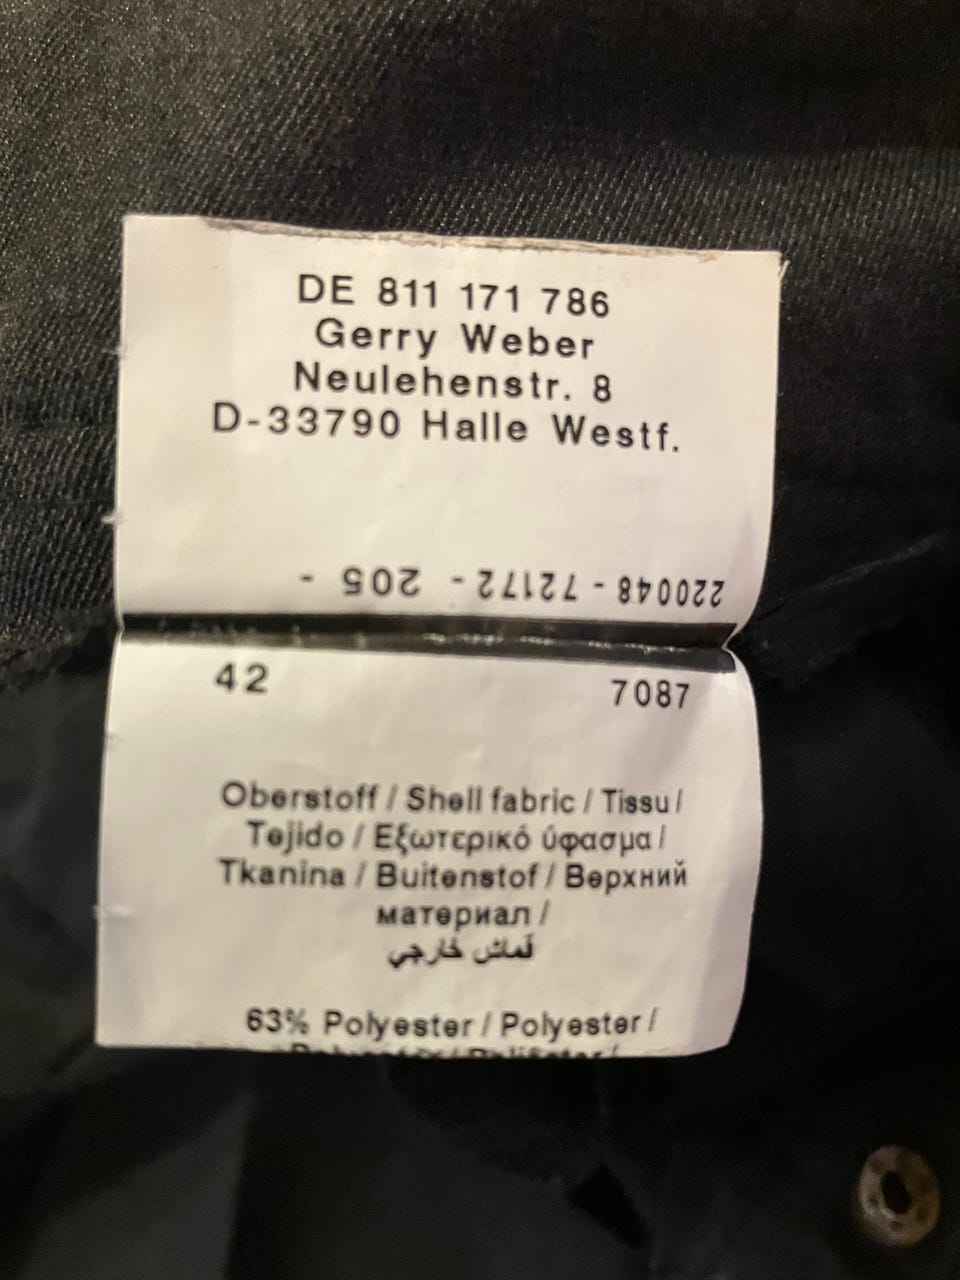 DE 811 171 786
Gerry Weber
Neulehenstr. 8
D-33790 Halle Westf.
220048 - 72172 - 205 -
42 7087
Oberstoff / Shell fabric / Tissu /
Tejido / Εξωτερικό ύφασμα /
Tkanina / Buitenstof / Верхний
материал /
قماش خارجي
63% Polyester / Polyester /